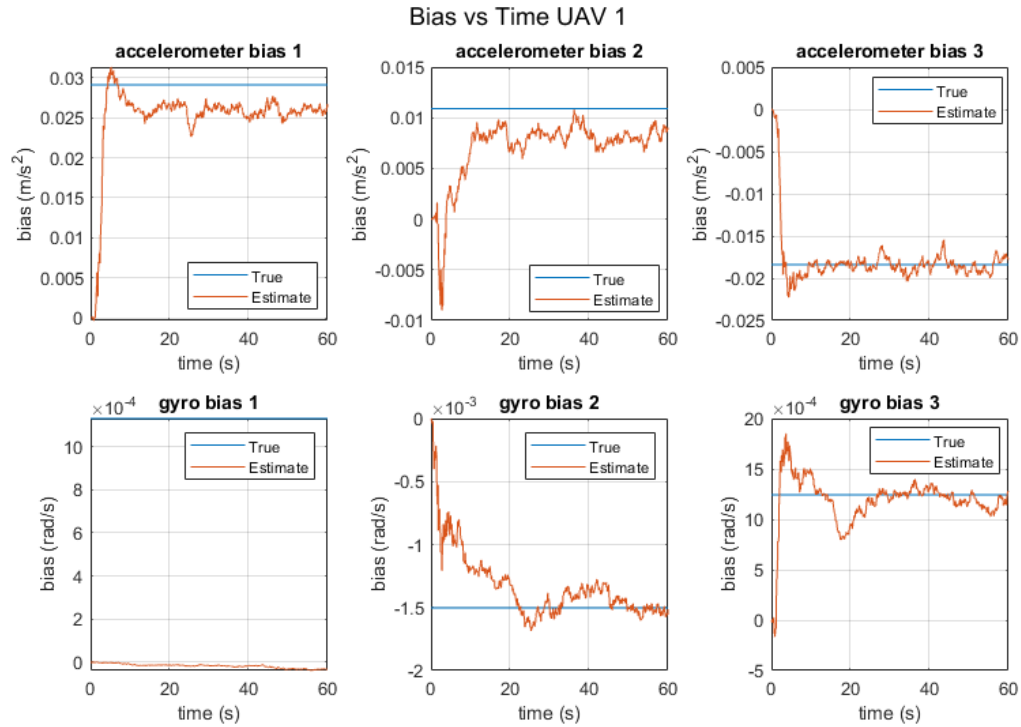 Bias vs Time UAV 1
accelerometer bias 1
0.03
0.025
0.02
0.015
0.01
0.005
0
bias (m/s²)
0 20 40 60
time (s)
True
Estimate
accelerometer bias 2
0.015
0.01
0.005
0
-0.005
-0.01
bias (m/s²)
0 20 40 60
time (s)
True
Estimate
accelerometer bias 3
0.005
0
-0.005
-0.01
-0.015
-0.02
-0.025
bias (m/s²)
0 20 40 60
time (s)
True
Estimate
gyro bias 1
×10⁻⁴
10
8
6
4
2
0
bias (rad/s)
0 20 40 60
time (s)
True
Estimate
gyro bias 2
×10⁻³
0
-0.5
-1
-1.5
-2
bias (rad/s)
0 20 40 60
time (s)
True
Estimate
gyro bias 3
×10⁻⁴
20
15
10
5
0
-5
bias (rad/s)
0 20 40 60
time (s)
True
Estimate